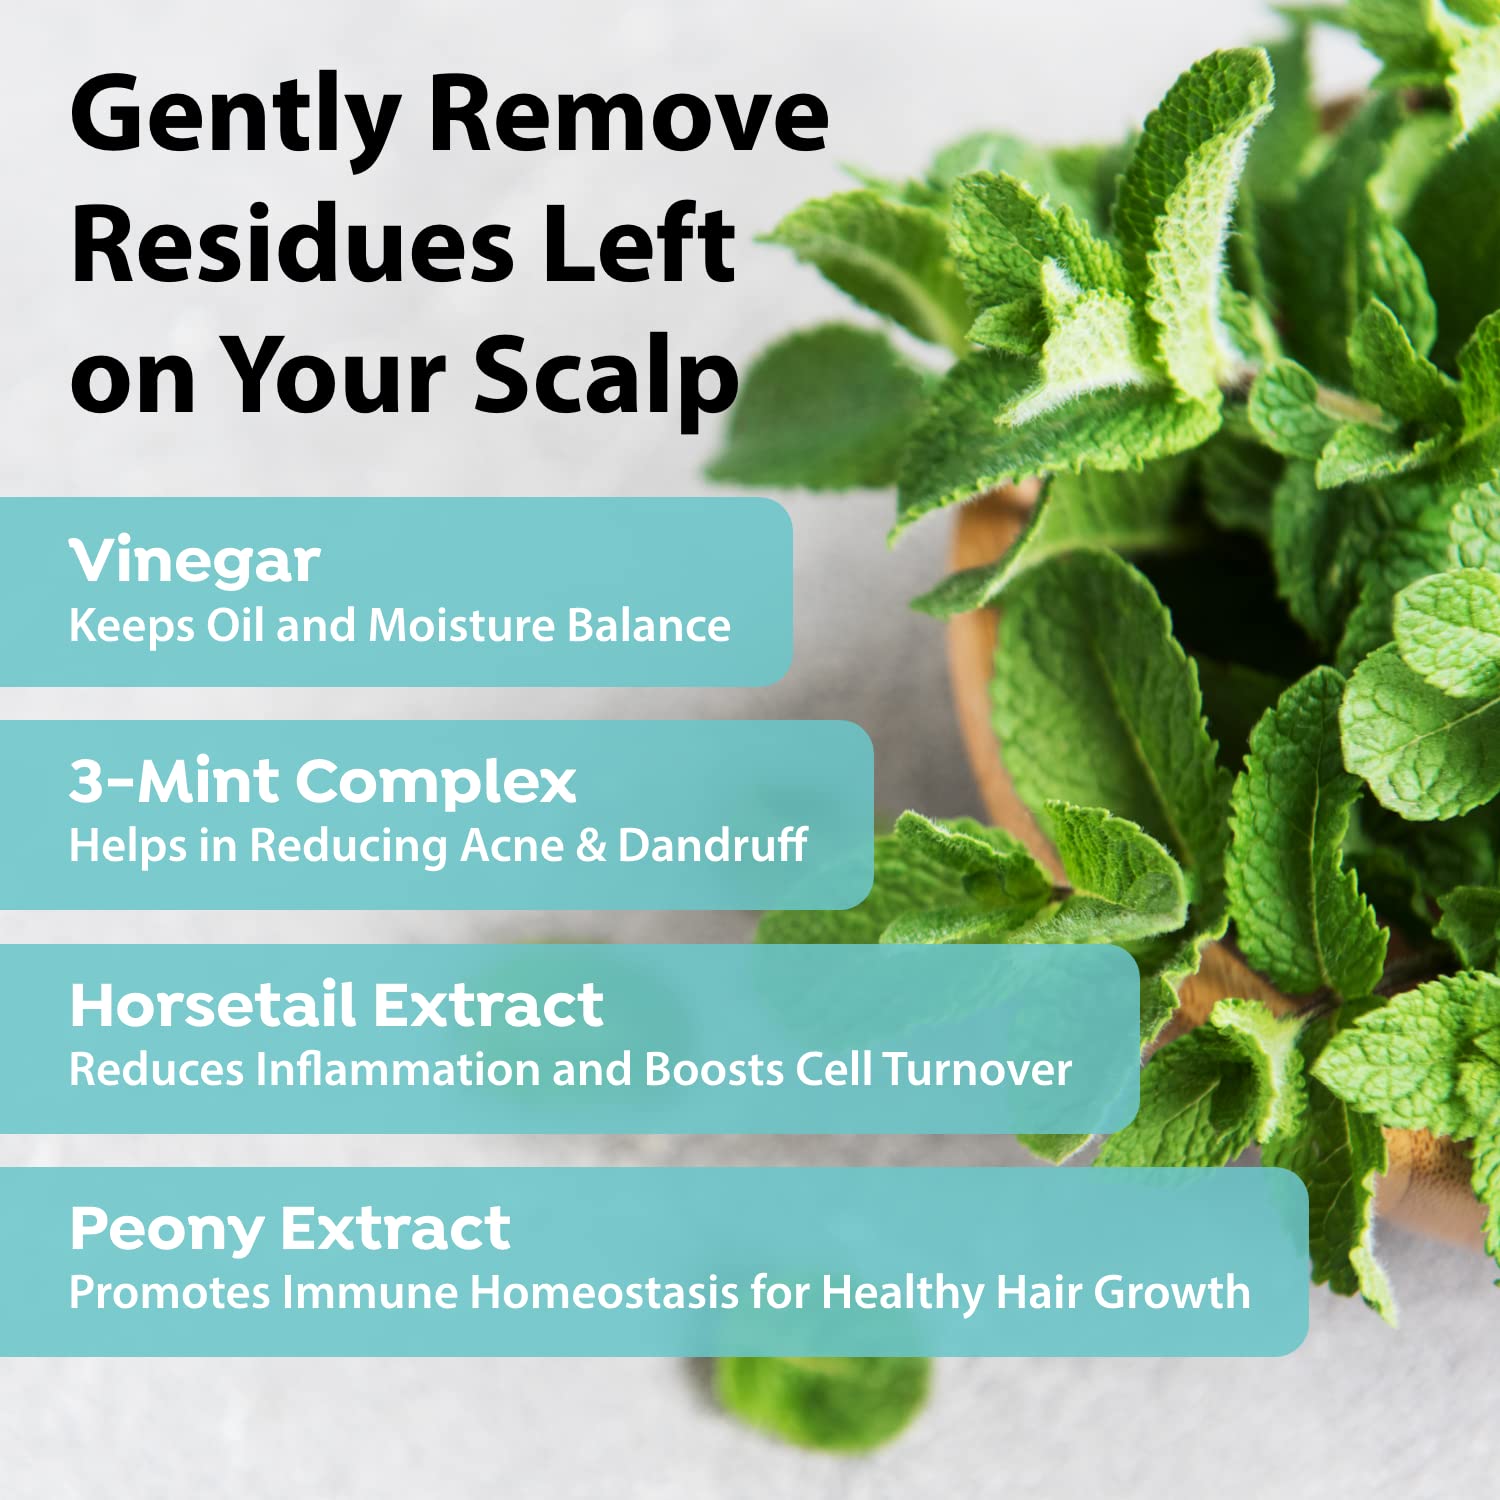 Gently Remove
Residues Left
on Your Scalp
Vinegar
Keeps Oil and Moisture Balance
3-Mint Complex
Helps in Reducing Acne & Dandruff
Horsetail Extract
Reduces Inflammation and Boosts Cell Turnover
Peony Extract
Promotes Immune Homeostasis for Healthy Hair Growth